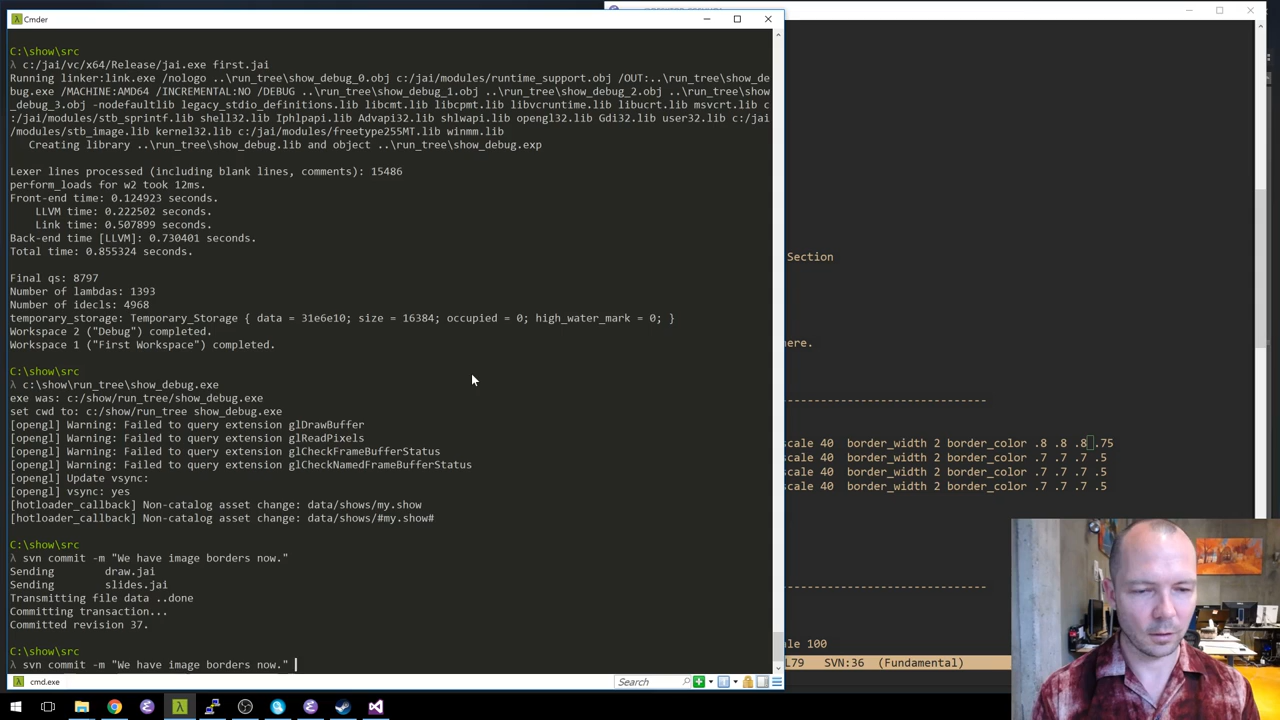 Cmder
C:\show\src
λ c:/jai/vc/x64/Release/jai.exe first.jai
Running linker:link.exe /nologo ..\run_tree\show_debug_0.obj c:/jai/modules/runtime_support.obj /OUT:..\run_tree\show_de
bug.exe /MACHINE:AMD64 /INCREMENTAL:NO /DEBUG ..\run_tree\show_debug_1.obj ..\run_tree\show_debug_2.obj ..\run_tree\show
_debug_3.obj -nodefaultlib legacy_stdio_definitions.lib libcmt.lib libcpmt.lib libvcruntime.lib libucrt.lib msvcrt.lib c
:/jai/modules/stb_sprintf.lib shell32.lib Iphlpapi.lib Advapi32.lib shlwapi.lib opengl32.lib Gdi32.lib user32.lib c:/jai
/modules/stb_image.lib kernel32.lib c:/jai/modules/freetype255MT.lib winmm.lib
Creating library ..\run_tree\show_debug.lib and object ..\run_tree\show_debug.exp
Lexer lines processed (including blank lines, comments): 15486
perform_loads for w2 took 12ms.
Front-end time: 0.124923 seconds.
LLVM time: 0.222502 seconds.
Link time: 0.507899 seconds.
Back-end time [LLVM]: 0.730401 seconds.
Total time: 0.855324 seconds.
Final qs: 8797
Number of lambdas: 1393
Number of idecls: 4968
temporary_storage: Temporary_Storage { data = 31e6e10; size = 16384; occupied = 0; high_water_mark = 0; }
Workspace 2 ("Debug") completed.
Workspace 1 ("First Workspace") completed.
C:\show\src
λ c:\show\run_tree\show_debug.exe
exe was: c:/show/run_tree/show_debug.exe
set cwd to: c:/show/run_tree show_debug.exe
[opengl] Warning: Failed to query extension glDrawBuffer
[opengl] Warning: Failed to query extension glReadPixels
[opengl] Warning: Failed to query extension glCheckFrameBufferStatus
[opengl] Warning: Failed to query extension glCheckNamedFrameBufferStatus
[opengl] Update vsync:
[opengl] vsync: yes
[hotloader_callback] Non-catalog asset change: data/shows/my.show
[hotloader_callback] Non-catalog asset change: data/shows/#my.show#
C:\show\src
λ svn commit -m "We have image borders now."
Sending draw.jai
Sending slides.jai
Transmitting file data ..done
Committing transaction...
Committed revision 37.
C:\show\src
λ svn commit -m "We have image borders now."
cmd.exe
Search
Section
here.
------------------------------
scale 40 border_width 2 border_color .8 .8 .8 .75
scale 40 border_width 2 border_color .7 .7 .7 .5
scale 40 border_width 2 border_color .7 .7 .7 .5
scale 40 border_width 2 border_color .7 .7 .7 .5
------------------------------
le 100
L79 SVN:36 (Fundamental)